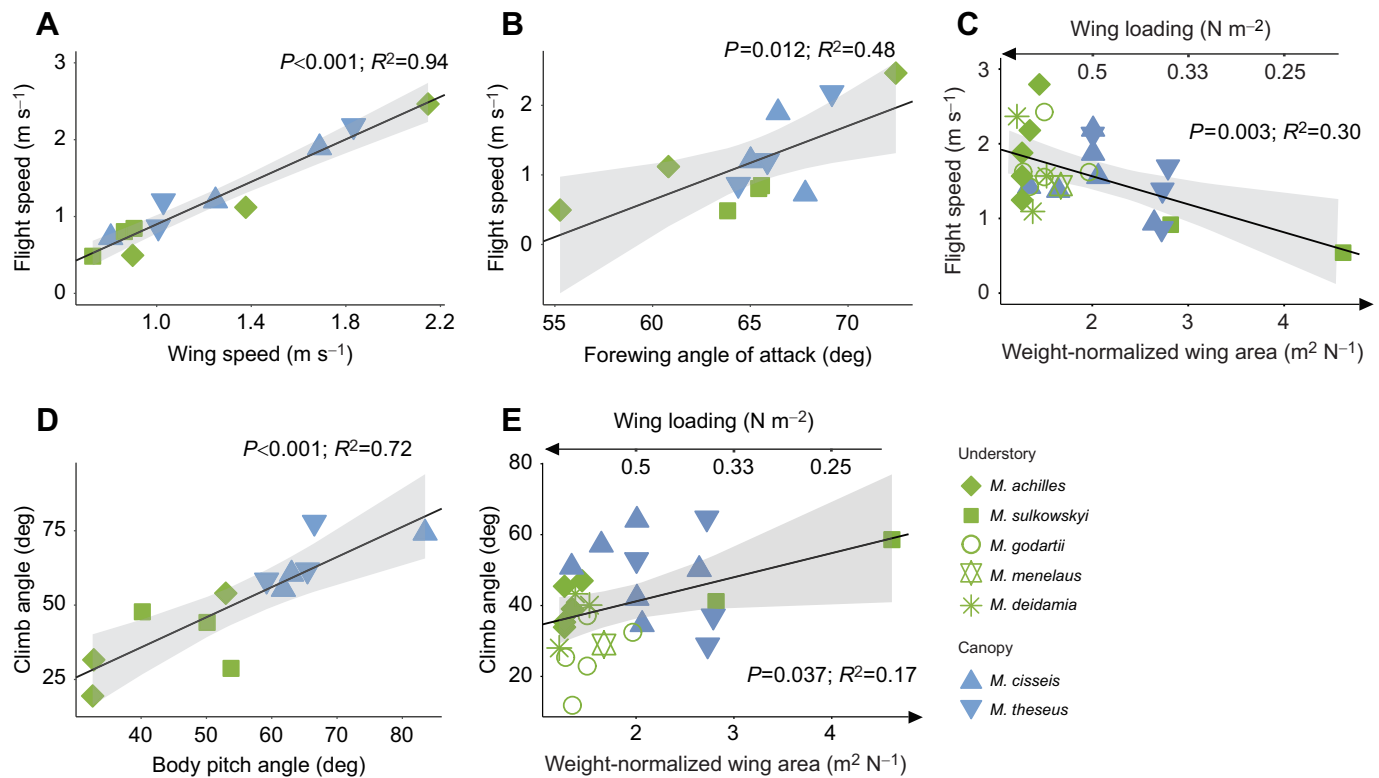 A
P<0.001; R²=0.94
3
2
1
0
Flight speed (m s⁻¹)
1.0
1.4
1.8
2.2
Wing speed (m s⁻¹)
B
P=0.012; R²=0.48
2
1
0
Flight speed (m s⁻¹)
55
60
65
70
Forewing angle of attack (deg)
C
Wing loading (N m⁻²)
0.5
0.33
0.25
P=0.003; R²=0.30
3
2
1
0
Flight speed (m s⁻¹)
2
3
4
Weight-normalized wing area (m² N⁻¹)
D
P<0.001; R²=0.72
75
50
25
Climb angle (deg)
40
50
60
70
80
Body pitch angle (deg)
E
Wing loading (N m⁻²)
0.5
0.33
0.25
80
60
40
20
Climb angle (deg)
P=0.037; R²=0.17
2
3
4
Weight-normalized wing area (m² N⁻¹)
Understory
M. achilles
M. sulkowskyi
M. godartii
M. menelaus
M. deidamia
Canopy
M. cisseis
M. theseus